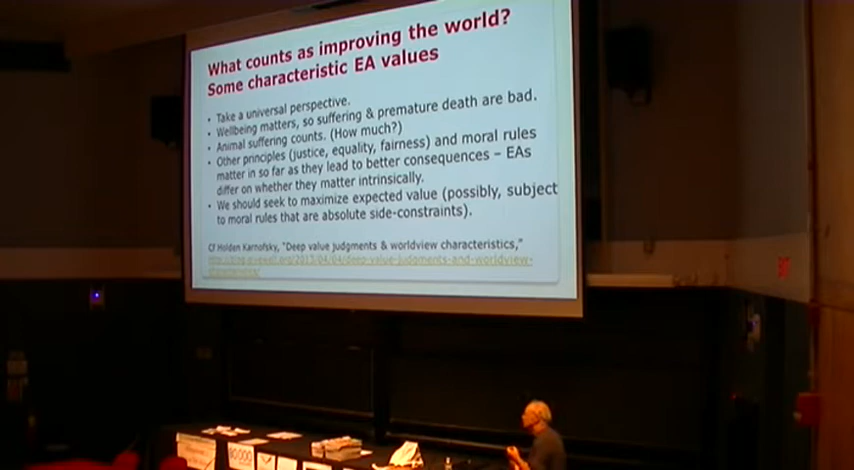 What counts as improving the world?
Some characteristic EA values
• Take a universal perspective.
• Wellbeing matters, so suffering & premature death are bad.
• Animal suffering counts. (How much?)
• Other principles (justice, equality, fairness) and moral rules
matter in so far as they lead to better consequences – EAs
differ on whether they matter intrinsically.
• We should seek to maximize expected value (possibly, subject
to moral rules that are absolute side-constraints).
Cf Holden Karnofsky, "Deep value judgments & worldview characteristics,"
80,000